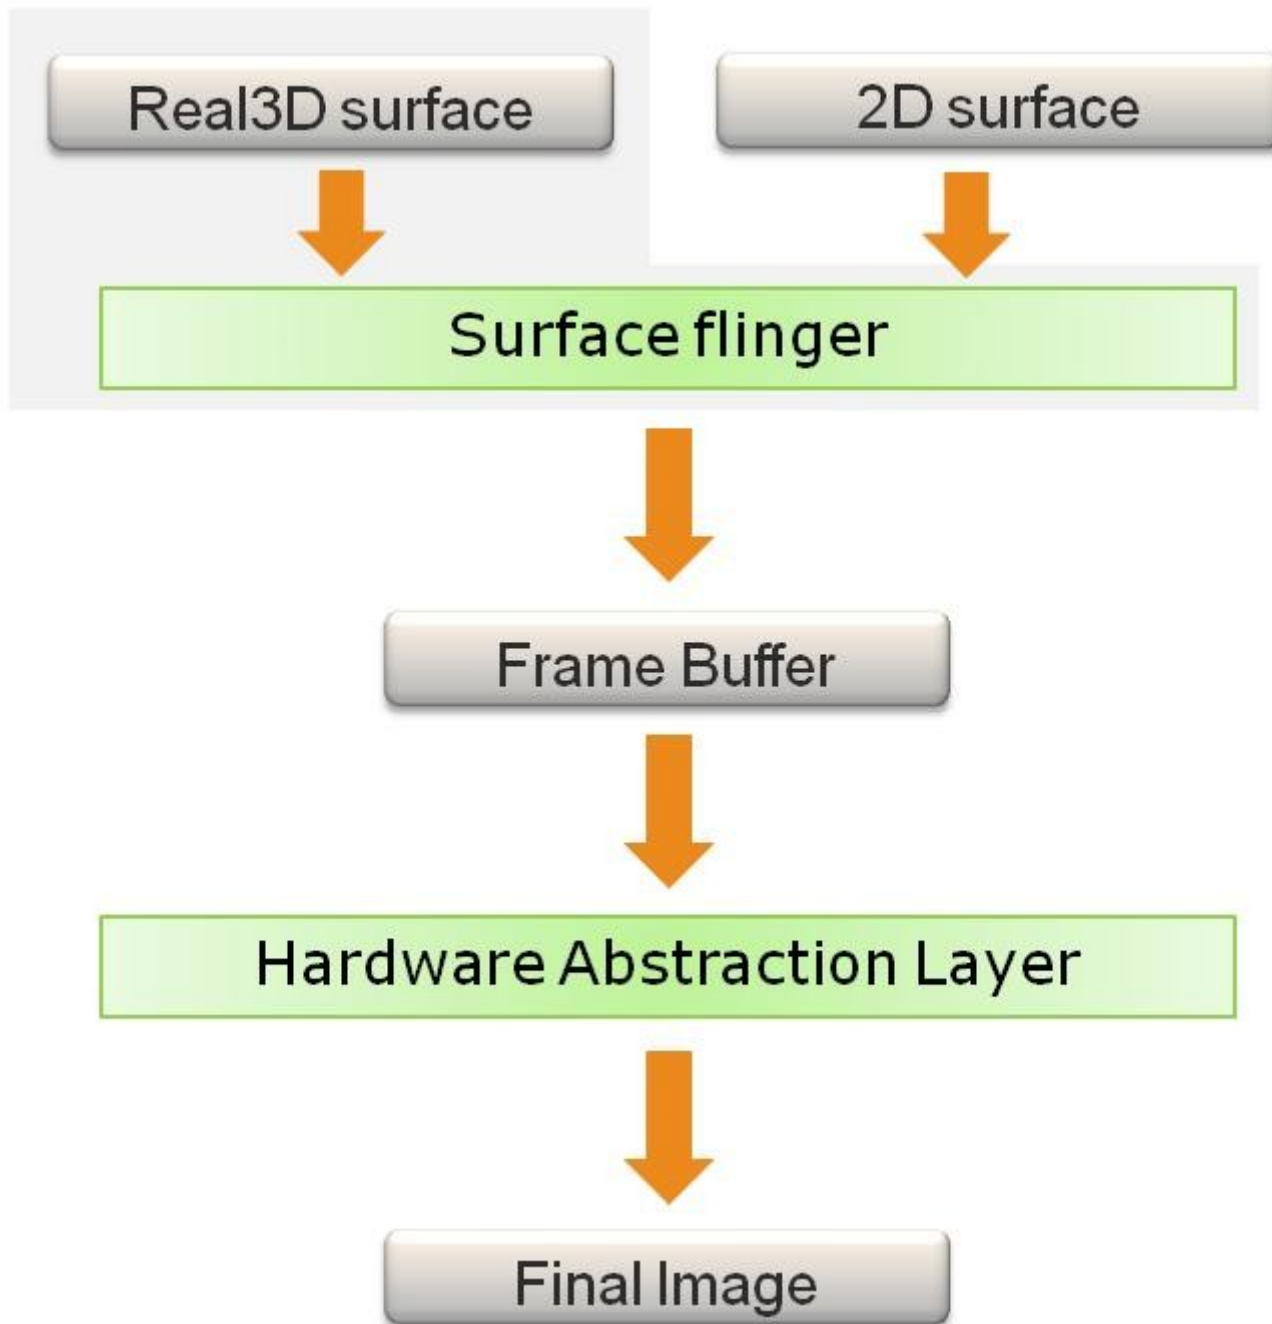 Real3D surface
2D surface
Surface flinger
Frame Buffer
Hardware Abstraction Layer
Final Image